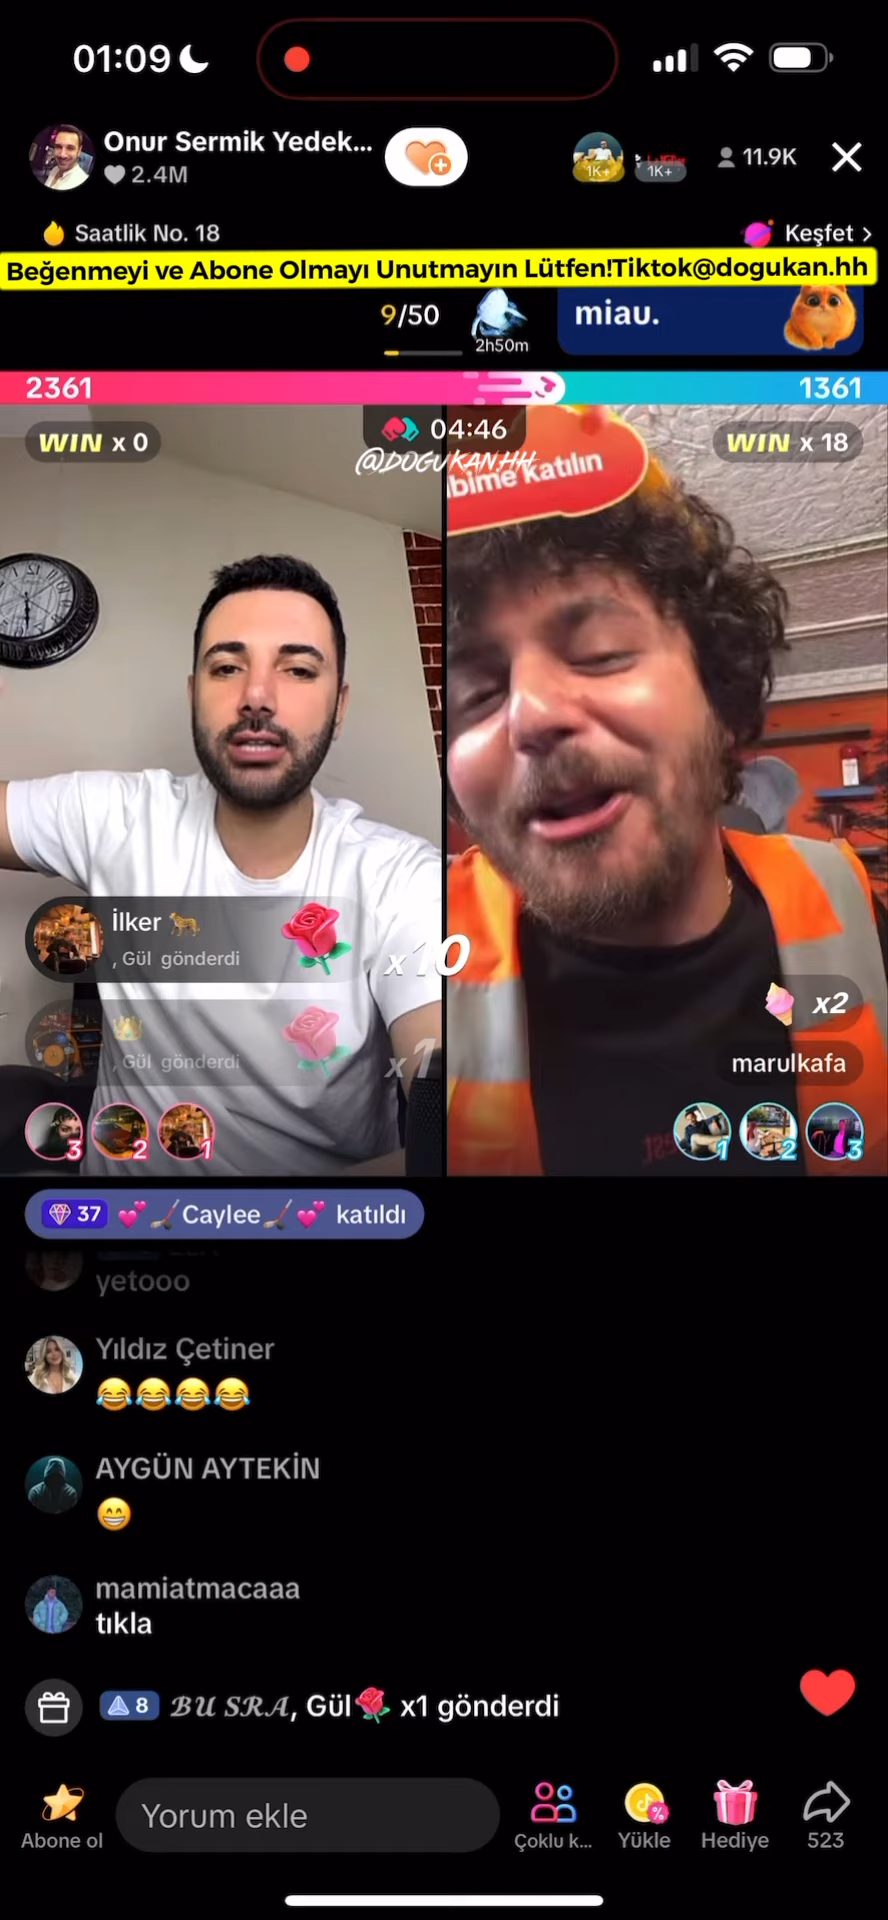 01:09
Onur Sermik Yedek...
2.4M
1K+
1K+
11.9K
Saatlik No. 18
Keşfet >
Beğenmeyi ve Abone Olmayı Unutmayın Lütfen!Tiktok@dogukan.hh
9/50
2h50m
miau.
2361
1361
WIN x 0
04:46
WIN x 18
@DOGUKAN.HH
bime katılın
İlker
, Gül gönderdi
x10
, Gül gönderdi
x1
x2
marulkafa
3
2
1
1
2
3
37 Caylee katıldı
yetooo
Yıldız Çetiner
😂😂😂😂
AYGÜN AYTEKİN
😁
mamiatmacaaa
tıkla
8 BU SRA, Gül x1 gönderdi
Abone ol
Yorum ekle
Çoklu k...
Yükle
Hediye
523